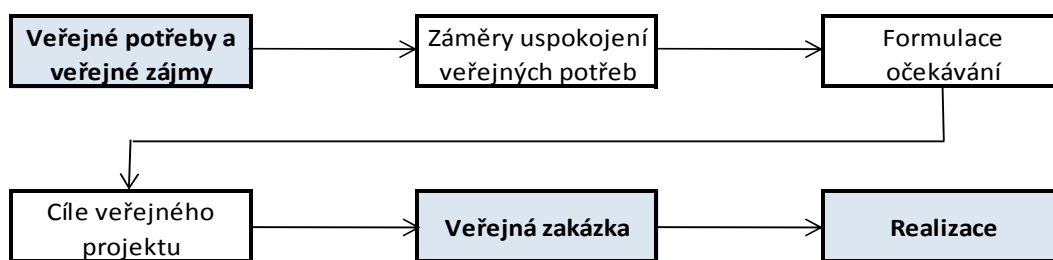 Veřejné potřeby a
veřejné zájmy
Záměry uspokojení
veřejných potřeb
Formulace
očekávání
Cíle veřejného
projektu
Veřejná zakázka
Realizace